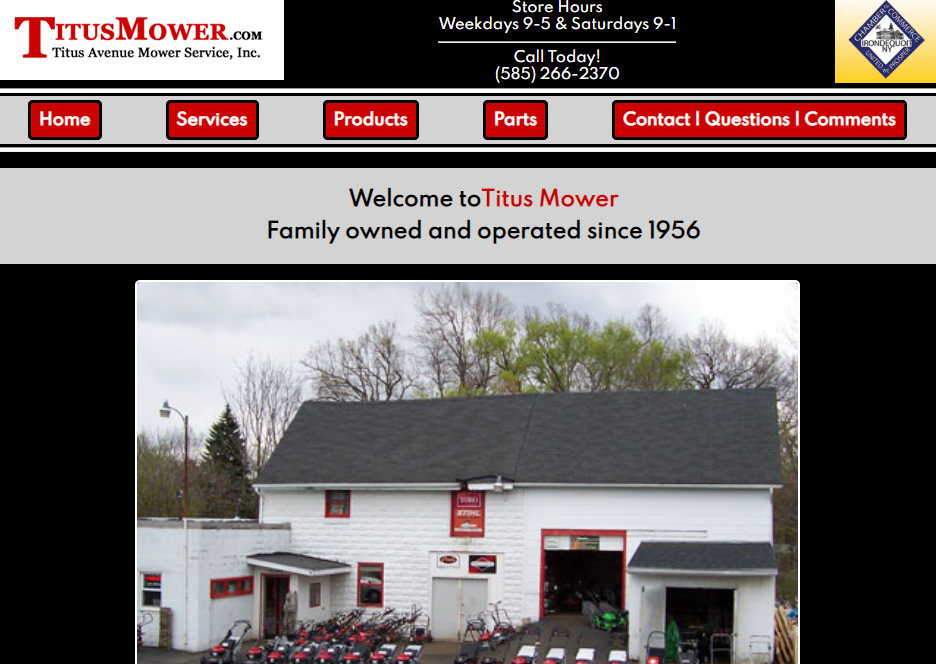 TITUSMOWER.COM
Titus Avenue Mower Service, Inc.
Store Hours
Weekdays 9-5 & Saturdays 9-1
Call Today!
(585) 266-2370
CHAMBER OF COMMERCE
IRONDEQUOIT
NY
UNITED WE PROSPER
Home
Services
Products
Parts
Contact | Questions | Comments
Welcome toTitus Mower
Family owned and operated since 1956
STIHL